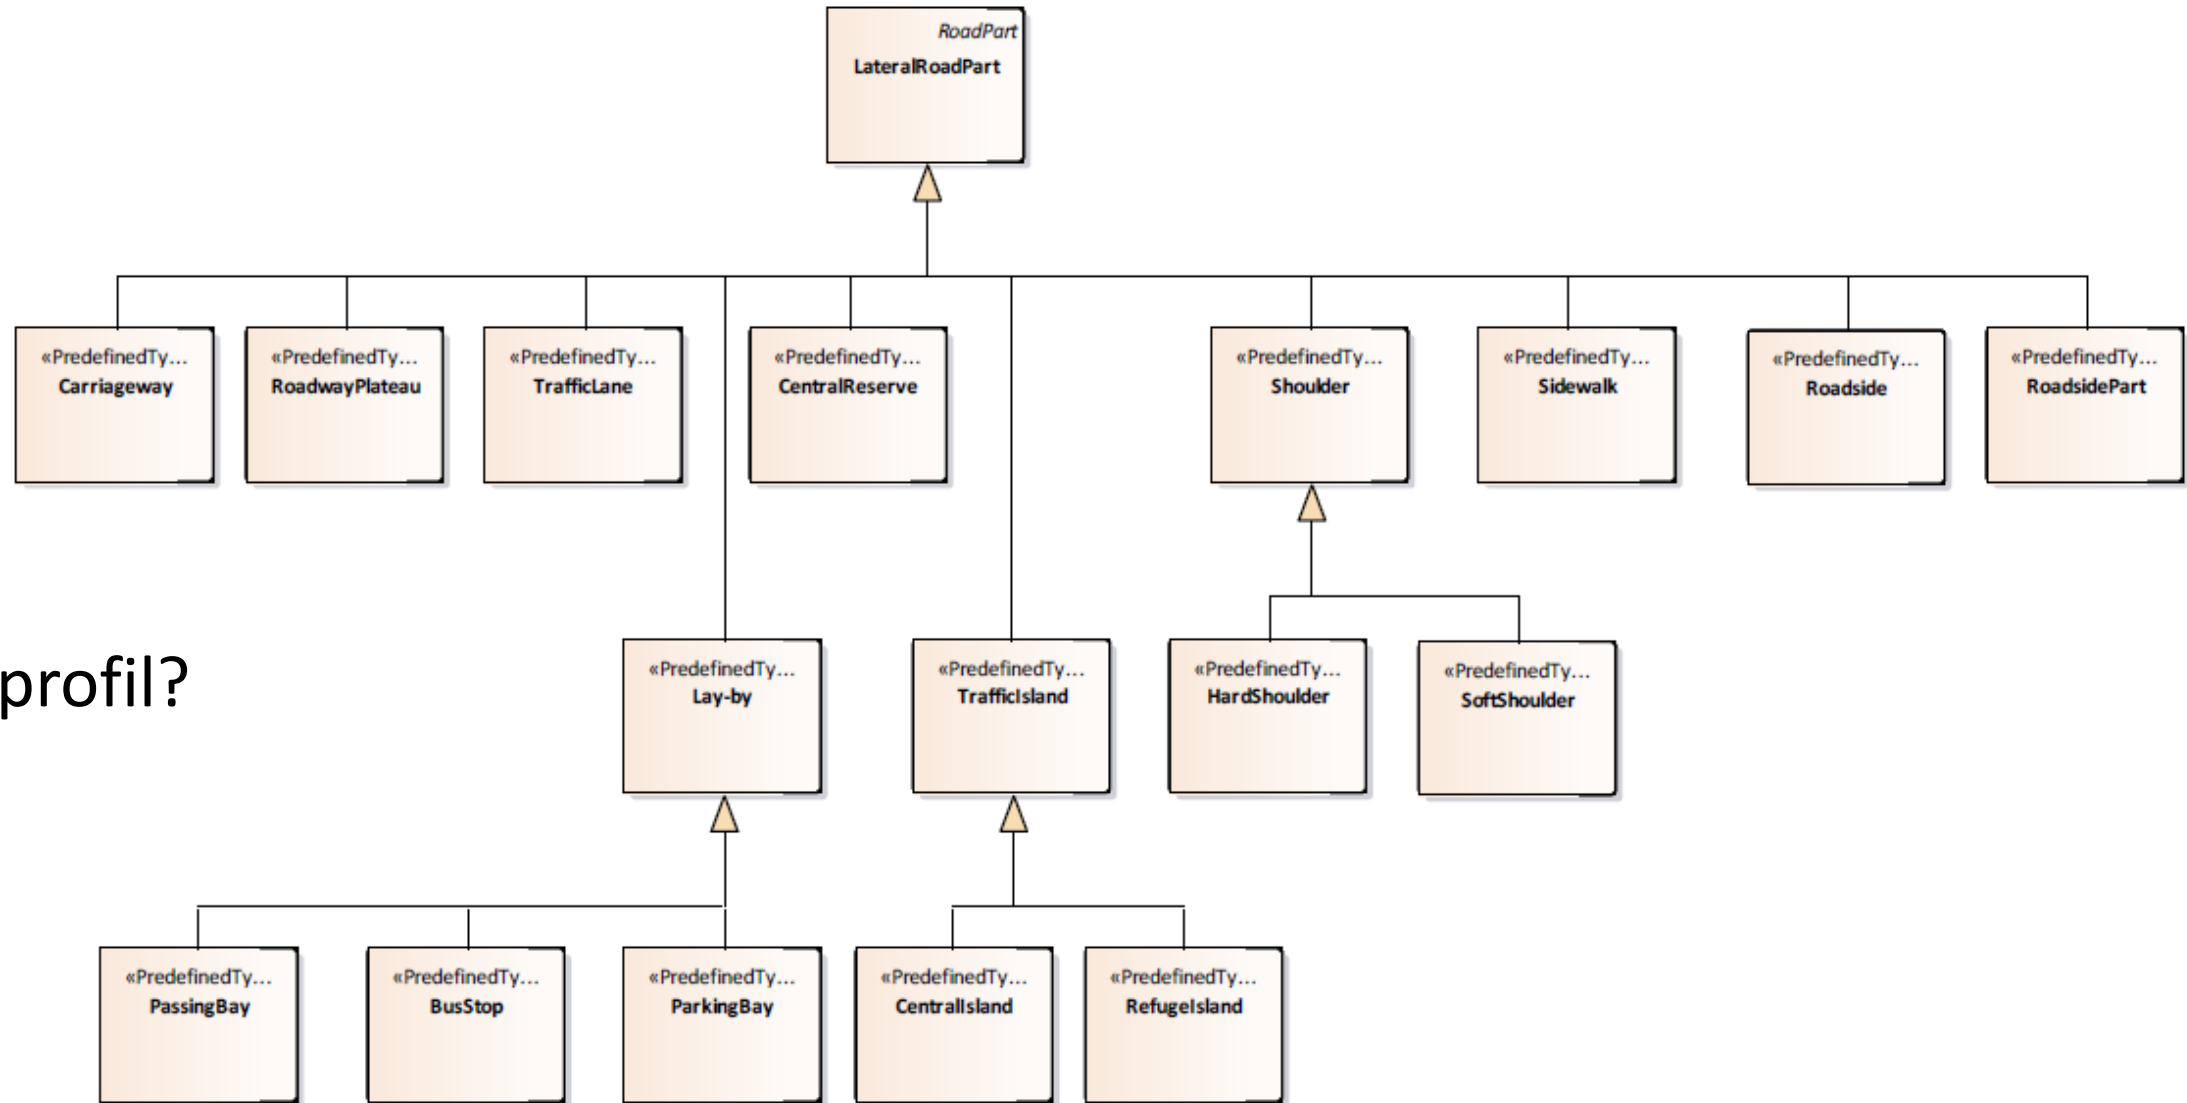 RoadPart
LateralRoadPart
«PredefinedTy...
Carriageway
«PredefinedTy...
RoadwayPlateau
«PredefinedTy...
TrafficLane
«PredefinedTy...
CentralReserve
«PredefinedTy...
Shoulder
«PredefinedTy...
Sidewalk
«PredefinedTy...
Roadside
«PredefinedTy...
RoadsidePart
profil?
«PredefinedTy...
Lay-by
«PredefinedTy...
TrafficIsland
«PredefinedTy...
HardShoulder
«PredefinedTy...
SoftShoulder
«PredefinedTy...
PassingBay
«PredefinedTy...
BusStop
«PredefinedTy...
ParkingBay
«PredefinedTy...
CentralIsland
«PredefinedTy...
RefugeIsland